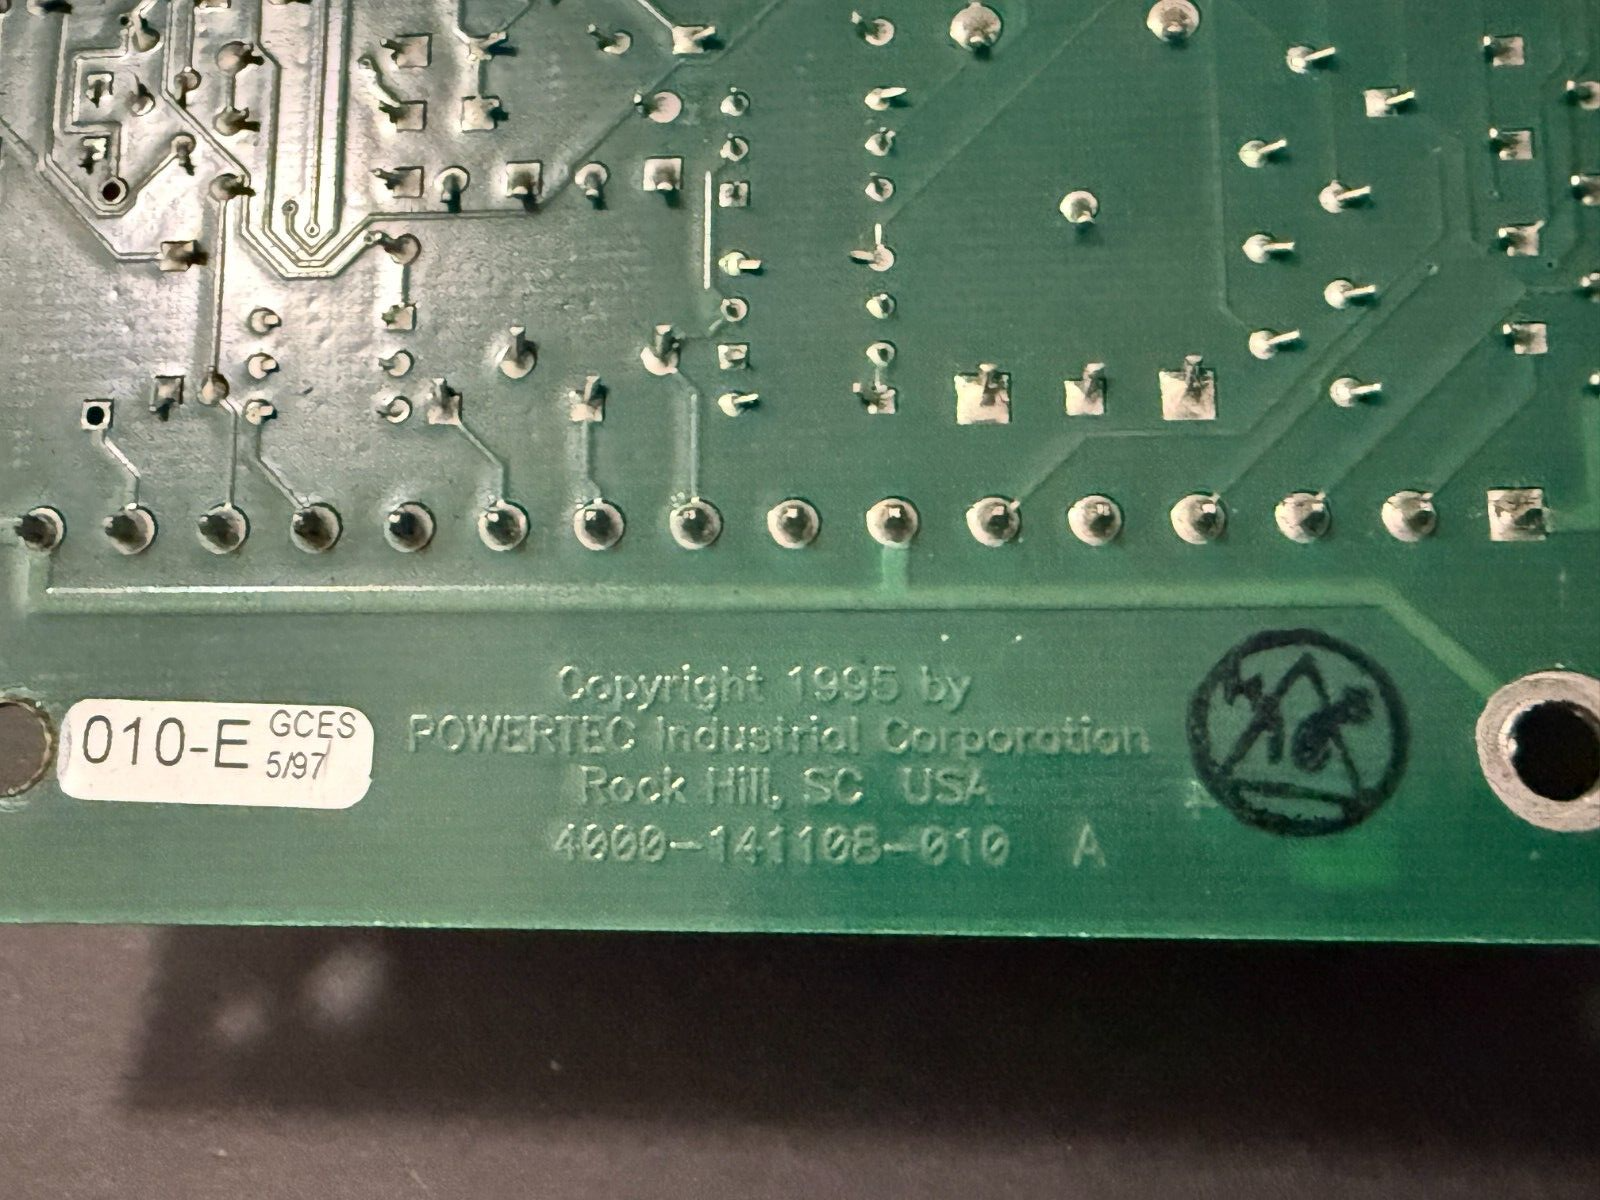 Copyright 1995 by
POWERTEC Industrial Corporation
Rock Hill, SC USA
4000-141108-010 A
010-E GCES
5/97